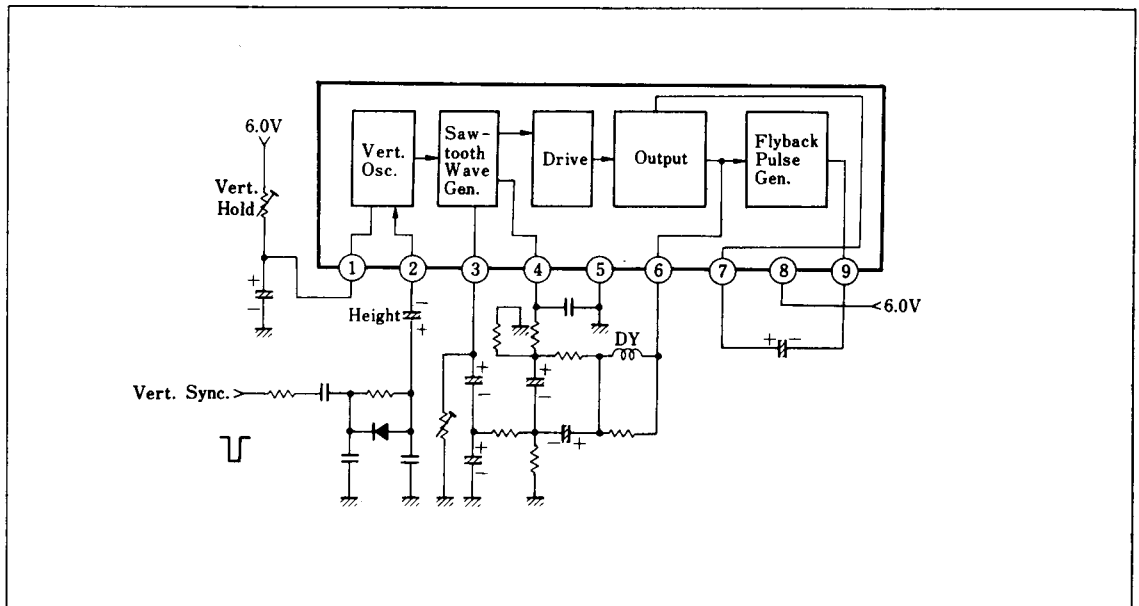 6.0V
Vert.
Hold
Vert.
Osc.
Saw-
tooth
Wave
Gen.
Drive
Output
Flyback
Pulse
Gen.
1
2
3
4
5
6
7
8
9
+
−
Height
−
+
DY
6.0V
+ −
Vert. Sync.
+
−
+
−
+
−
− +